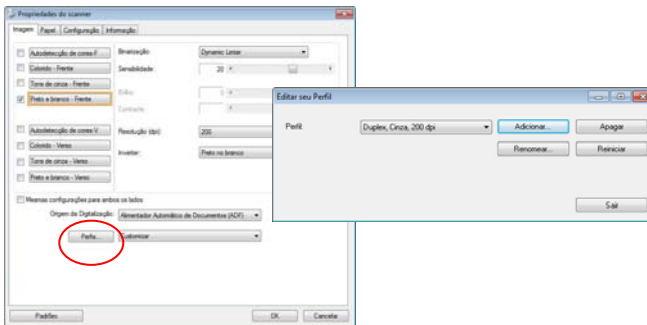 Propriedades do scanner
Imagem Papel Configuração Informação
Autodetecção de cores-F
Colorido - Frente
Tons de cinza - Frente
Preto e branco - Frente
Autodetecção de cores-V
Colorido - Verso
Tons de cinza - Verso
Preto e branco - Verso
Binarização: Dynamic Linear
Sensibilidade: 20
Brilho: 0
Contraste:
Resolução (dpi): 200
Inverter: Preto no branco
Mesmas configurações para ambos os lados
Origem da Digitalização: Alimentador Automático de Documentos (ADF)
Perfis... Customizar
Padrões OK Cancelar
Editar seu Perfil
Perfil: Duplex, Cinza, 200 dpi Adicionar... Apagar
Renomear... Reiniciar
Sair